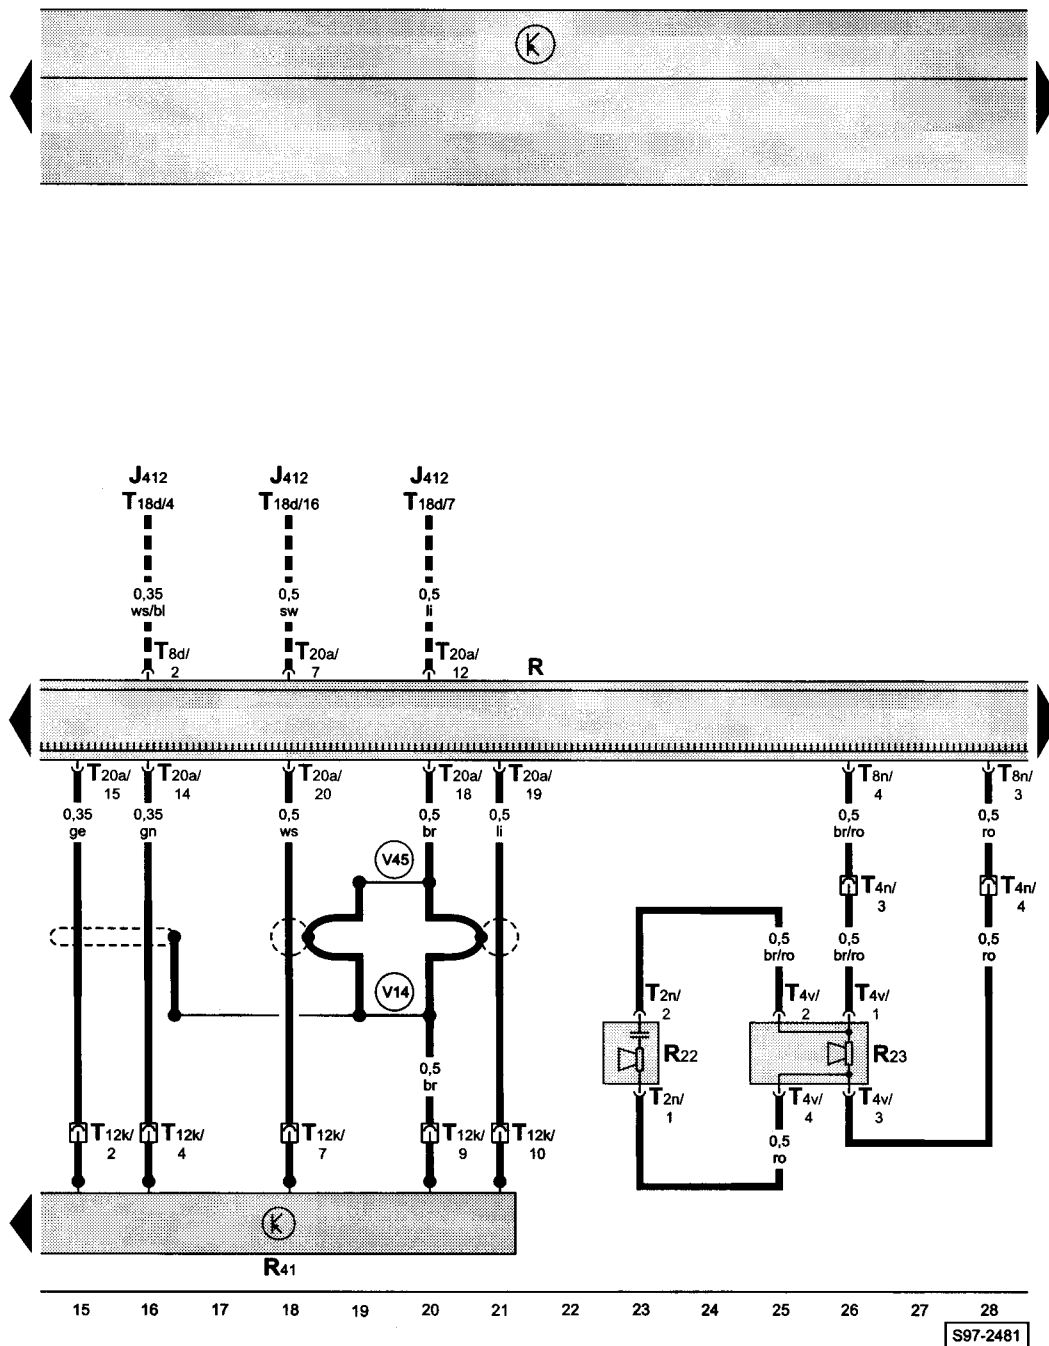 J412 J412 J412
T18d/4 T18d/16 T18d/7
0,35 0,5 0,5
ws/bl sw li
T8d/ T20a/ T20a/ R
2 7 12
T20a/ T20a/ T20a/ T20a/ T20a/ T8n/ T8n/
15 14 20 18 19 4 3
0,35 0,35 0,5 0,5 0,5 0,5 0,5
ge gn ws br li br/ro ro
V45
T4n/ T4n/
3 4
0,5 0,5 0,5
br/ro br/ro ro
V14
T2n/ T4v/ T4v/
2 2 1
R22 R23
0,5
br
T2n/ T4v/ T4v/
1 4 3
T12k/ T12k/ T12k/ T12k/ T12k/
2 4 7 9 10
0,5
ro
R41
15 16 17 18 19 20 21 22 23 24 25 26 27 28
S97-2481